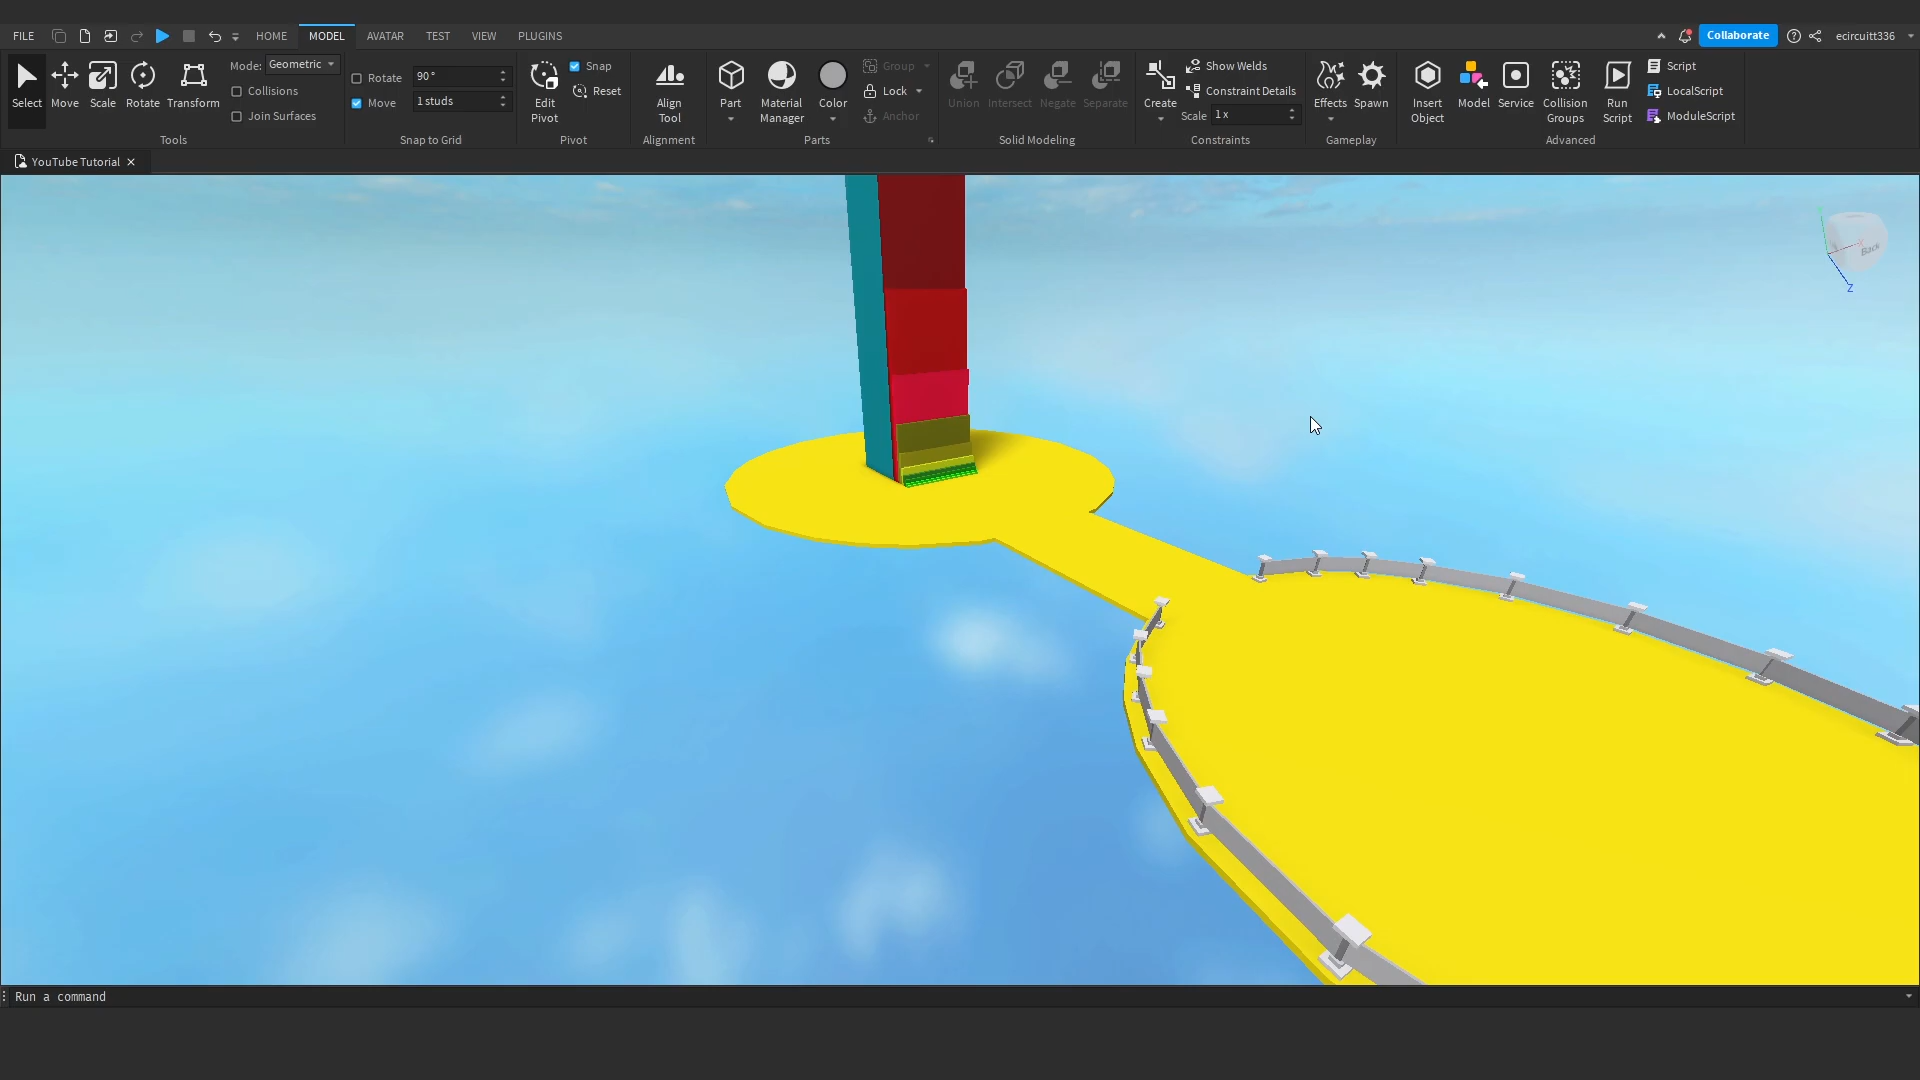 FILE HOME MODEL AVATAR TEST VIEW PLUGINS Collaborate ecircuitt336
Select Move Scale Rotate Transform
Mode: Geometric
Collisions
Join Surfaces
Tools
Rotate 90°
Move 1 studs
Snap to Grid
Edit Pivot
Snap
Reset
Pivot
Align Tool
Alignment
Part Material Manager Color
Group
Lock
Anchor
Parts
Union Intersect Negate Separate
Solid Modeling
Create
Show Welds
Constraint Details
Scale 1 x
Constraints
Effects Spawn
Gameplay
Insert Object Model Service Collision Groups Run Script
Script
LocalScript
ModuleScript
Advanced
YouTube Tutorial
Back
Z
Run a command